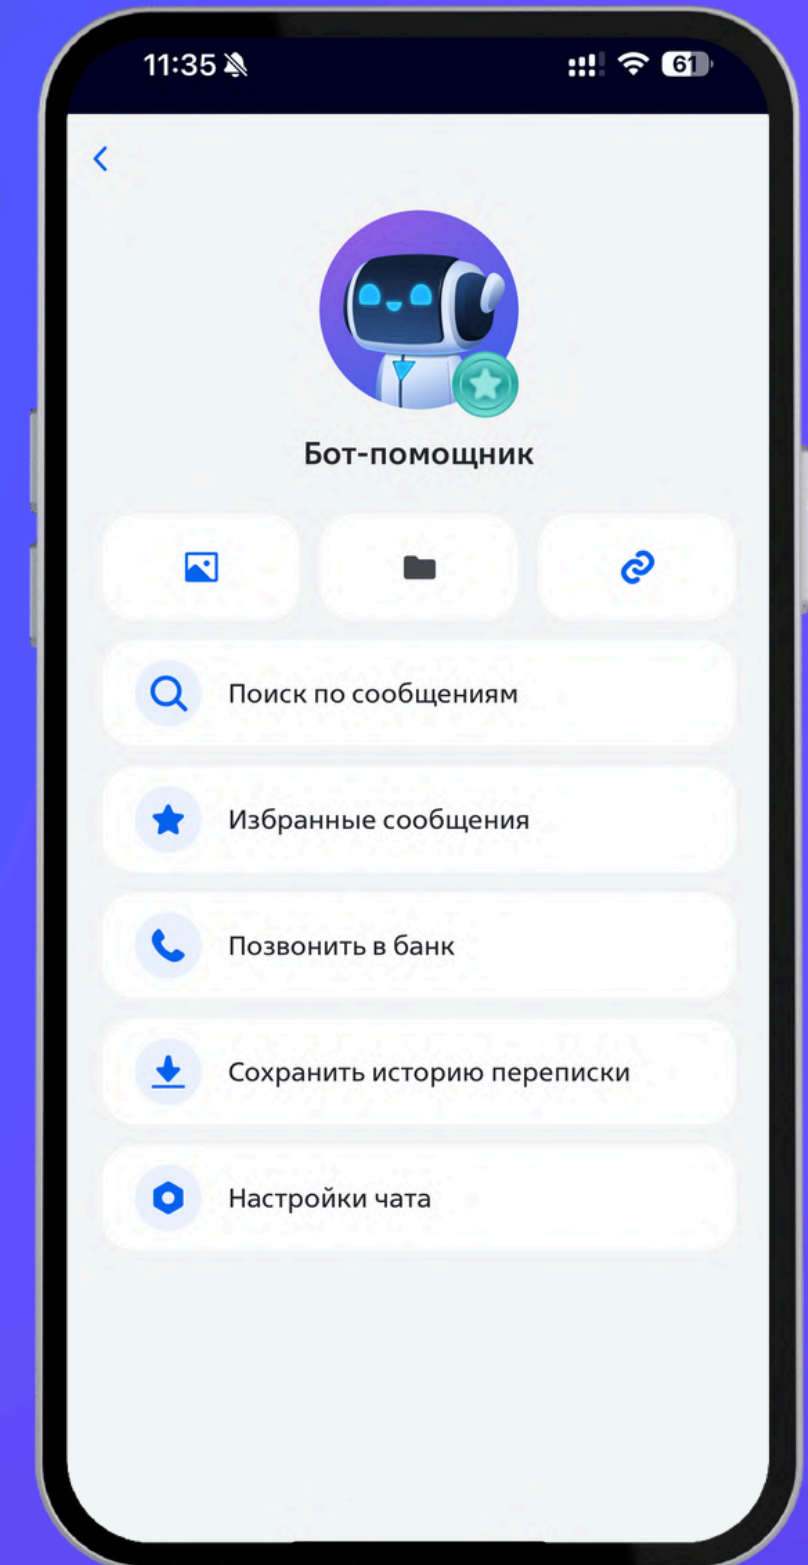 11:35
61
Бот-помощник
Поиск по сообщениям
Избранные сообщения
Позвонить в банк
Сохранить историю переписки
Настройки чата